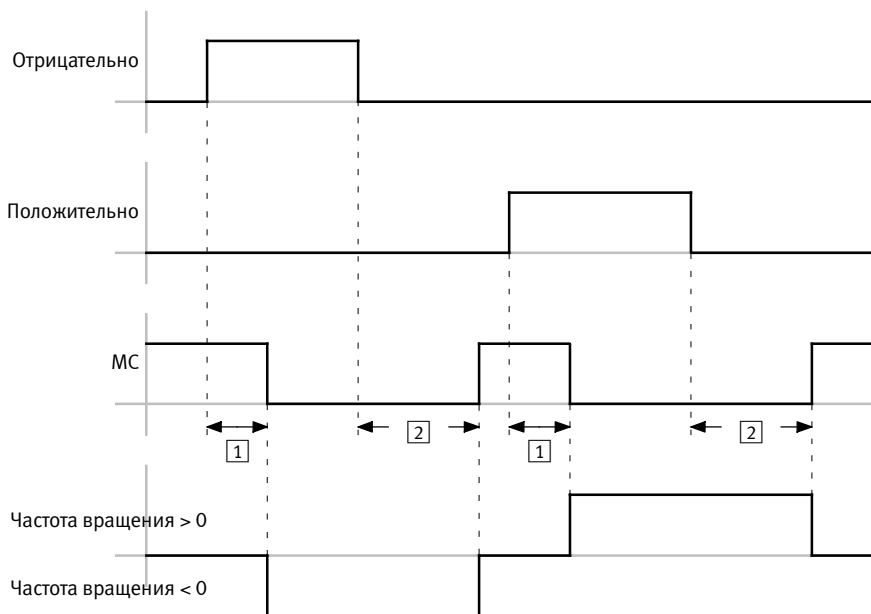 Отрицательно
Положительно
MC
1
2
1
2
Частота вращения > 0
Частота вращения < 0